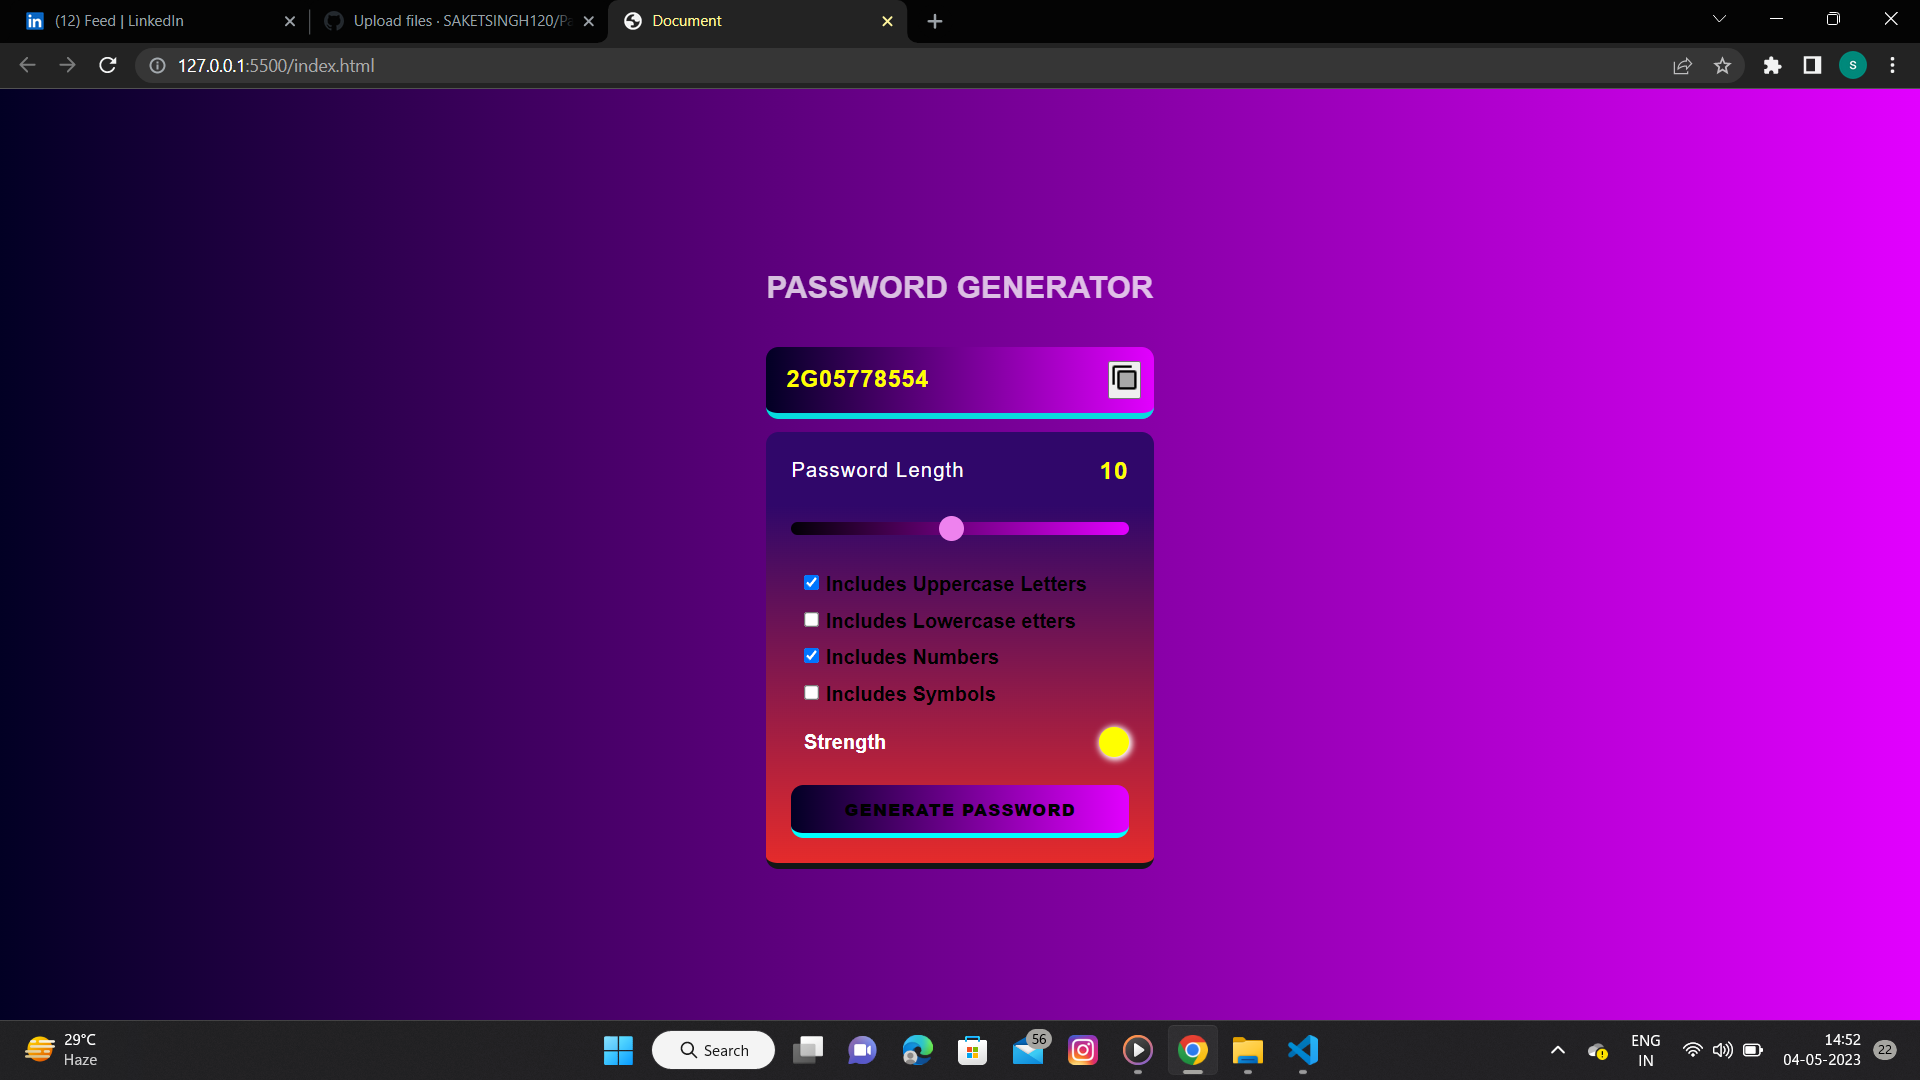 (12) Feed | LinkedIn
Upload files · SAKETSINGH120/Pa
Document
127.0.0.1:5500/index.html
S
PASSWORD GENERATOR
2G05778554
Password Length 10
Includes Uppercase Letters
Includes Lowercase etters
Includes Numbers
Includes Symbols
Strength
GENERATE PASSWORD
29°C
Haze
Search
56
ENG
IN
14:52
04-05-2023
22